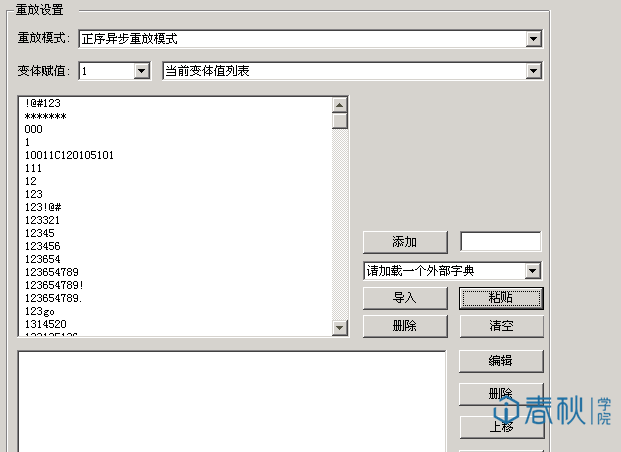 重放设置
重放模式: 正序异步重放模式
变体赋值: 1 当前变体值列表
!@#123
*******
000
1
10011C120105101
111
12
123
123!@#
123321
12345
123456
123654
123654789
123654789!
123654789.
123go
1314520
添加
请加载一个外部字典
导入 粘贴
删除 清空
编辑
删除
上移
春秋 学院